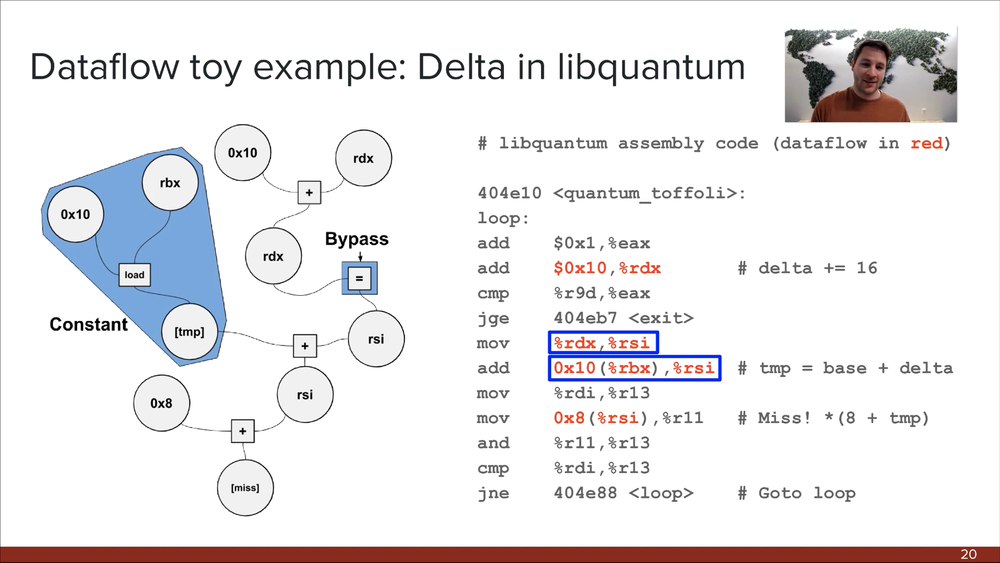 Dataflow toy example: Delta in libquantum
0x10
rdx
rbx
0x10
+
rdx
Bypass
=
load
Constant
[tmp]
+
rsi
rsi
0x8
+
[miss]
# libquantum assembly code (dataflow in red)
404e10 <quantum_toffoli>:
loop:
add $0x1,%eax
add $0x10,%rdx # delta += 16
cmp %r9d,%eax
jge 404eb7 <exit>
mov %rdx,%rsi
add 0x10(%rbx),%rsi # tmp = base + delta
mov %rdi,%r13
mov 0x8(%rsi),%r11 # Miss! *(8 + tmp)
and %r11,%r13
cmp %rdi,%r13
jne 404e88 <loop> # Goto loop
20